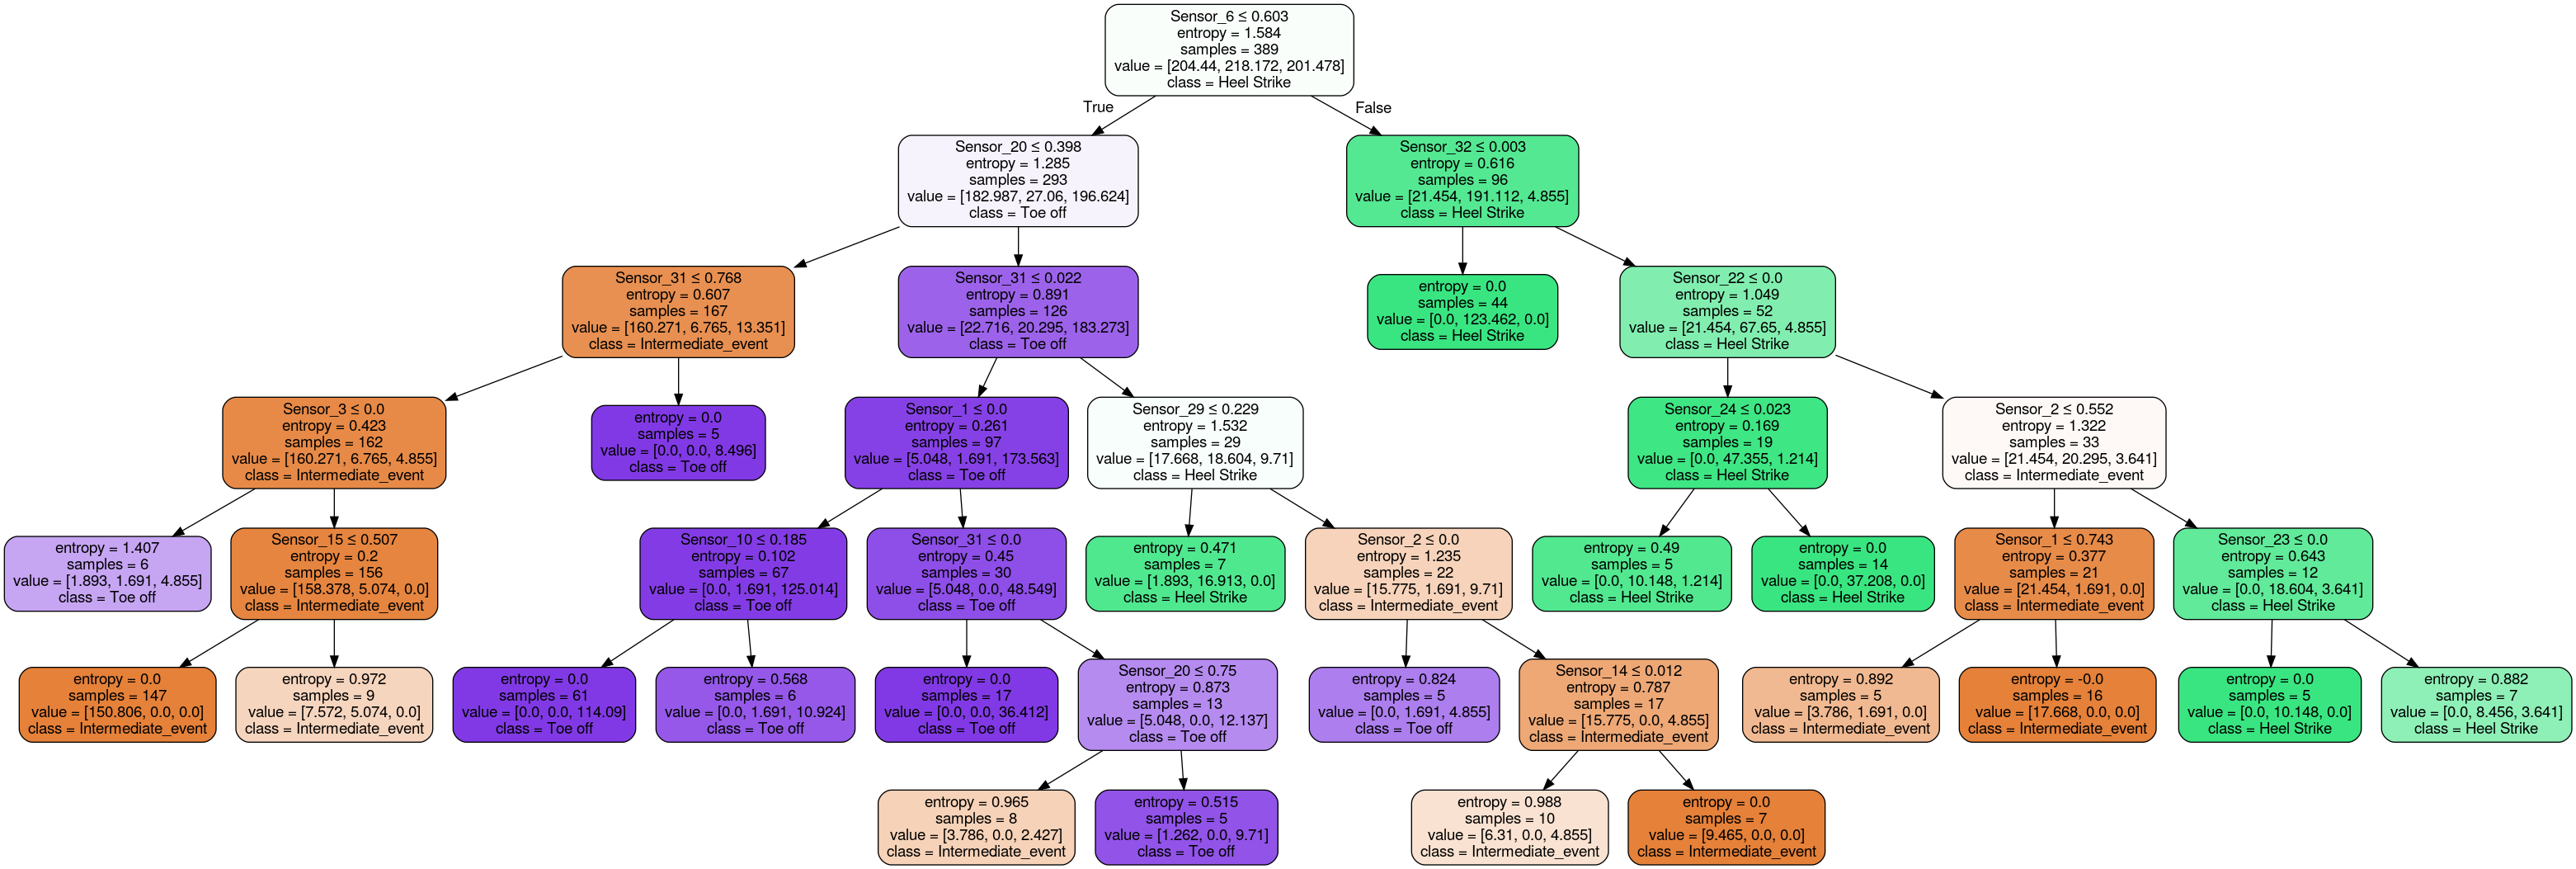 Sensor_6 ≤ 0.603
entropy = 1.584
samples = 389
value = [204.44, 218.172, 201.478]
class = Heel Strike
True
False
Sensor_20 ≤ 0.398
entropy = 1.285
samples = 293
value = [182.987, 27.06, 196.624]
class = Toe off
Sensor_32 ≤ 0.003
entropy = 0.616
samples = 96
value = [21.454, 191.112, 4.855]
class = Heel Strike
Sensor_31 ≤ 0.768
entropy = 0.607
samples = 167
value = [160.271, 6.765, 13.351]
class = Intermediate_event
Sensor_31 ≤ 0.022
entropy = 0.891
samples = 126
value = [22.716, 20.295, 183.273]
class = Toe off
entropy = 0.0
samples = 44
value = [0.0, 123.462, 0.0]
class = Heel Strike
Sensor_22 ≤ 0.0
entropy = 1.049
samples = 52
value = [21.454, 67.65, 4.855]
class = Heel Strike
Sensor_3 ≤ 0.0
entropy = 0.423
samples = 162
value = [160.271, 6.765, 4.855]
class = Intermediate_event
entropy = 0.0
samples = 5
value = [0.0, 0.0, 8.496]
class = Toe off
Sensor_1 ≤ 0.0
entropy = 0.261
samples = 97
value = [5.048, 1.691, 173.563]
class = Toe off
Sensor_29 ≤ 0.229
entropy = 1.532
samples = 29
value = [17.668, 18.604, 9.71]
class = Heel Strike
Sensor_24 ≤ 0.023
entropy = 0.169
samples = 19
value = [0.0, 47.355, 1.214]
class = Heel Strike
Sensor_2 ≤ 0.552
entropy = 1.322
samples = 33
value = [21.454, 20.295, 3.641]
class = Intermediate_event
entropy = 1.407
samples = 6
value = [1.893, 1.691, 4.855]
class = Toe off
Sensor_15 ≤ 0.507
entropy = 0.2
samples = 156
value = [158.378, 5.074, 0.0]
class = Intermediate_event
Sensor_10 ≤ 0.185
entropy = 0.102
samples = 67
value = [0.0, 1.691, 125.014]
class = Toe off
Sensor_31 ≤ 0.0
entropy = 0.45
samples = 30
value = [5.048, 0.0, 48.549]
class = Toe off
entropy = 0.471
samples = 7
value = [1.893, 16.913, 0.0]
class = Heel Strike
Sensor_2 ≤ 0.0
entropy = 1.235
samples = 22
value = [15.775, 1.691, 9.71]
class = Intermediate_event
entropy = 0.49
samples = 5
value = [0.0, 10.148, 1.214]
class = Heel Strike
entropy = 0.0
samples = 14
value = [0.0, 37.208, 0.0]
class = Heel Strike
Sensor_1 ≤ 0.743
entropy = 0.377
samples = 21
value = [21.454, 1.691, 0.0]
class = Intermediate_event
Sensor_23 ≤ 0.0
entropy = 0.643
samples = 12
value = [0.0, 18.604, 3.641]
class = Heel Strike
entropy = 0.0
samples = 147
value = [150.806, 0.0, 0.0]
class = Intermediate_event
entropy = 0.972
samples = 9
value = [7.572, 5.074, 0.0]
class = Intermediate_event
entropy = 0.0
samples = 61
value = [0.0, 0.0, 114.09]
class = Toe off
entropy = 0.568
samples = 6
value = [0.0, 1.691, 10.924]
class = Toe off
entropy = 0.0
samples = 17
value = [0.0, 0.0, 36.412]
class = Toe off
Sensor_20 ≤ 0.75
entropy = 0.873
samples = 13
value = [5.048, 0.0, 12.137]
class = Toe off
entropy = 0.824
samples = 5
value = [0.0, 1.691, 4.855]
class = Toe off
Sensor_14 ≤ 0.012
entropy = 0.787
samples = 17
value = [15.775, 0.0, 4.855]
class = Intermediate_event
entropy = 0.892
samples = 5
value = [3.786, 1.691, 0.0]
class = Intermediate_event
entropy = -0.0
samples = 16
value = [17.668, 0.0, 0.0]
class = Intermediate_event
entropy = 0.0
samples = 5
value = [0.0, 10.148, 0.0]
class = Heel Strike
entropy = 0.882
samples = 7
value = [0.0, 8.456, 3.641]
class = Heel Strike
entropy = 0.965
samples = 8
value = [3.786, 0.0, 2.427]
class = Intermediate_event
entropy = 0.515
samples = 5
value = [1.262, 0.0, 9.71]
class = Toe off
entropy = 0.988
samples = 10
value = [6.31, 0.0, 4.855]
class = Intermediate_event
entropy = 0.0
samples = 7
value = [9.465, 0.0, 0.0]
class = Intermediate_event